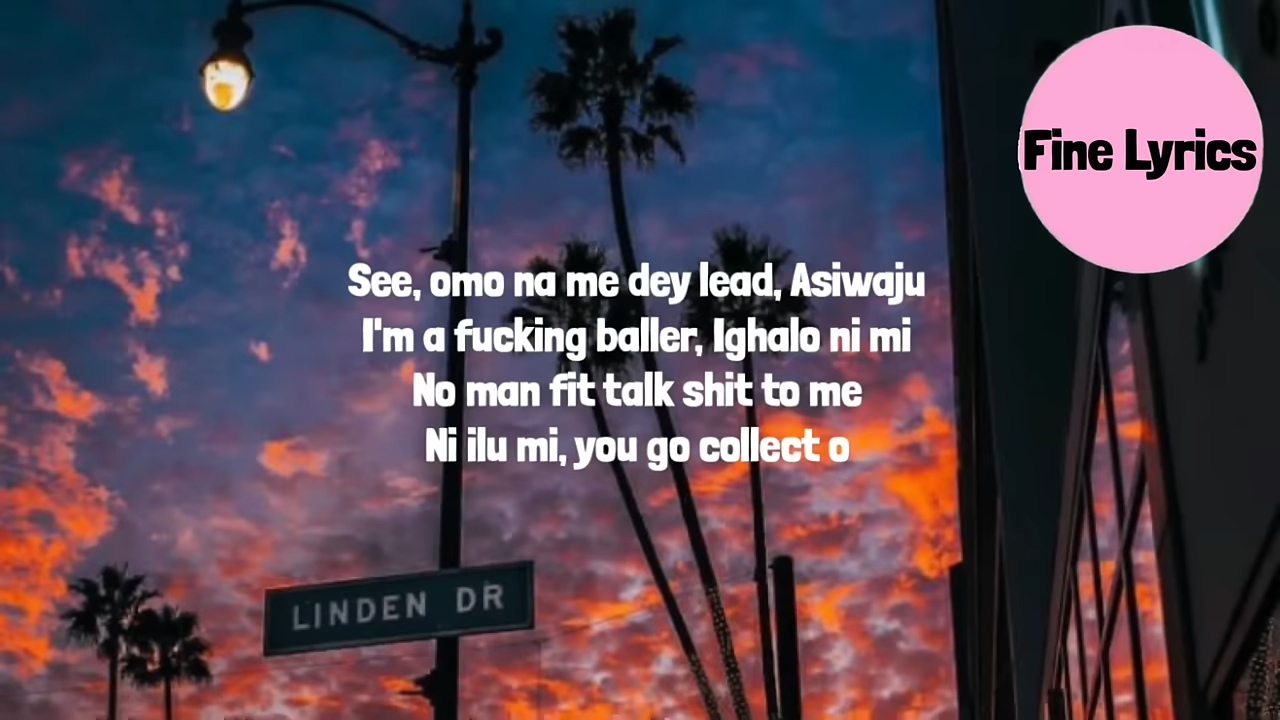 Fine Lyrics
See, omo na me dey lead, Asiwaju
I'm a fucking baller, Ighalo ni mi
No man fit talk shit to me
Ni ilu mi, you go collect o
LINDEN DR